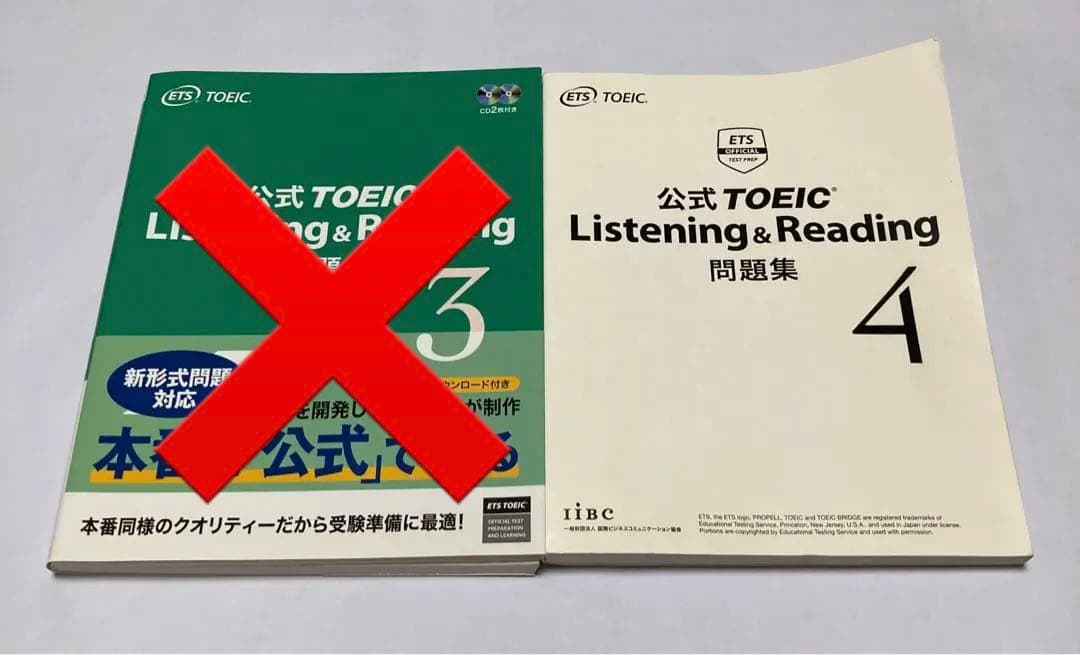 ETS TOEIC.
CD2枚付き
公式 TOEIC
&
3
新形式問題
対応
ウンロード付き
を開発し が制作
本番 公式」で る
本番同様のクオリティーだから受験準備に最適!
ETS TOEIC
OFFICIAL TEST
PREPARATION
AND LEARNING
ETS TOEIC.
ETS
OFFICIAL
TEST PREP
公式 TOEIC®
Listening & Reading
問題集
4
IIBC
一般財団法人 国際ビジネスコミュニケーション協会
ETS, the ETS logo, PROPELL, TOEIC and TOEIC BRIDGE are registered trademarks of
Educational Testing Service, Princeton, New Jersey, U.S.A., and used in Japan under license.
Portions are copyrighted by Educational Testing Service and used with permission.